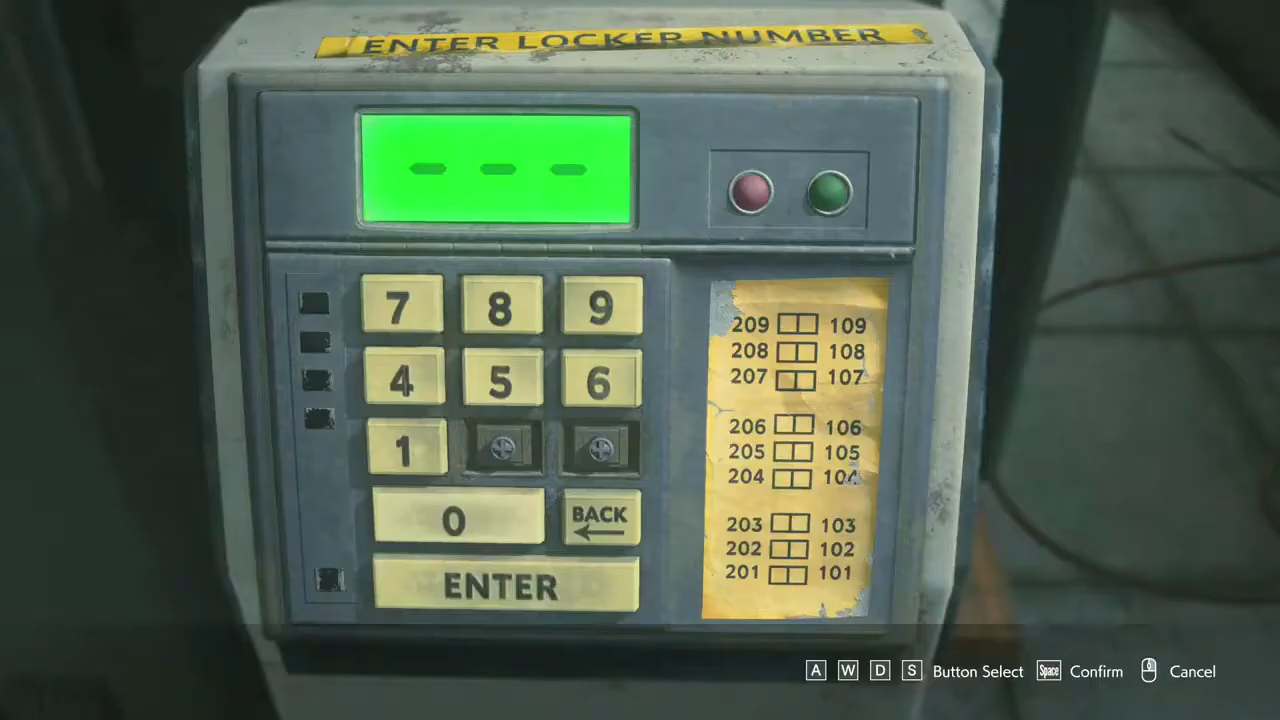 ENTER LOCKER NUMBER
7 8 9
4 5 6
1
0 BACK
ENTER
209 109
208 108
207 107
206 106
205 105
204 104
203 103
202 102
201 101
A W D S Button Select Space Confirm Cancel